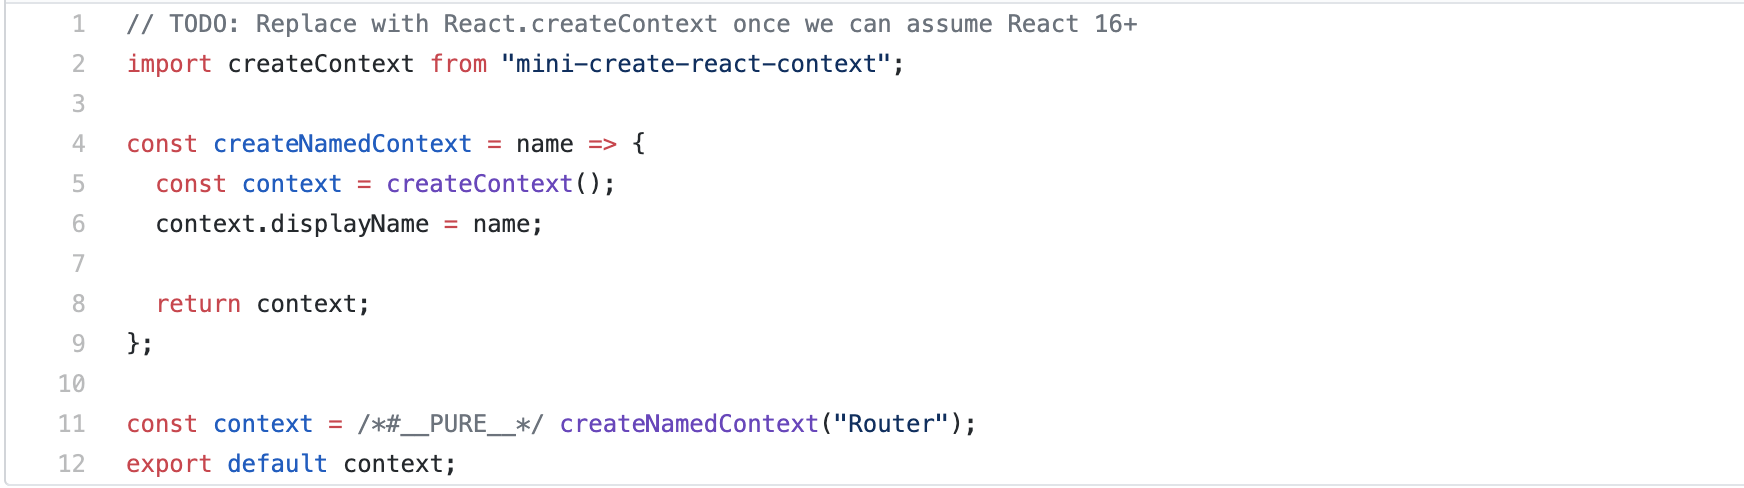 1 // TODO: Replace with React.createContext once we can assume React 16+
2 import createContext from "mini-create-react-context";
3
4 const createNamedContext = name => {
5   const context = createContext();
6   context.displayName = name;
7
8   return context;
9 };
10
11 const context = /*#__PURE__*/ createNamedContext("Router");
12 export default context;